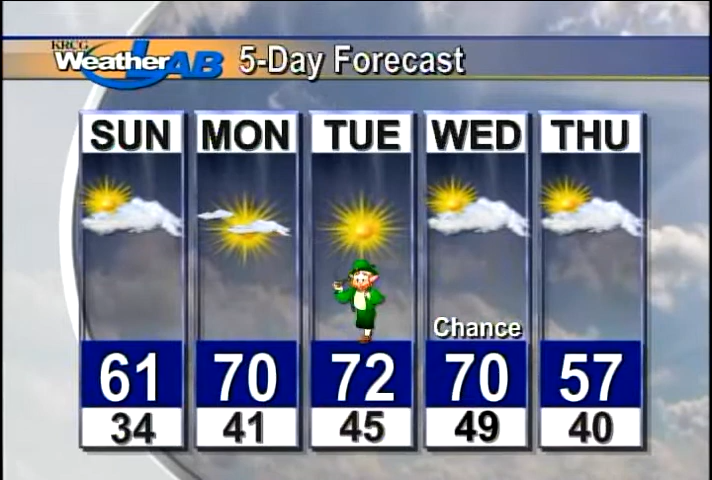 KRCG
WeatherLAB 5-Day Forecast
SUN MON TUE WED THU
Chance
61 70 72 70 57
34 41 45 49 40